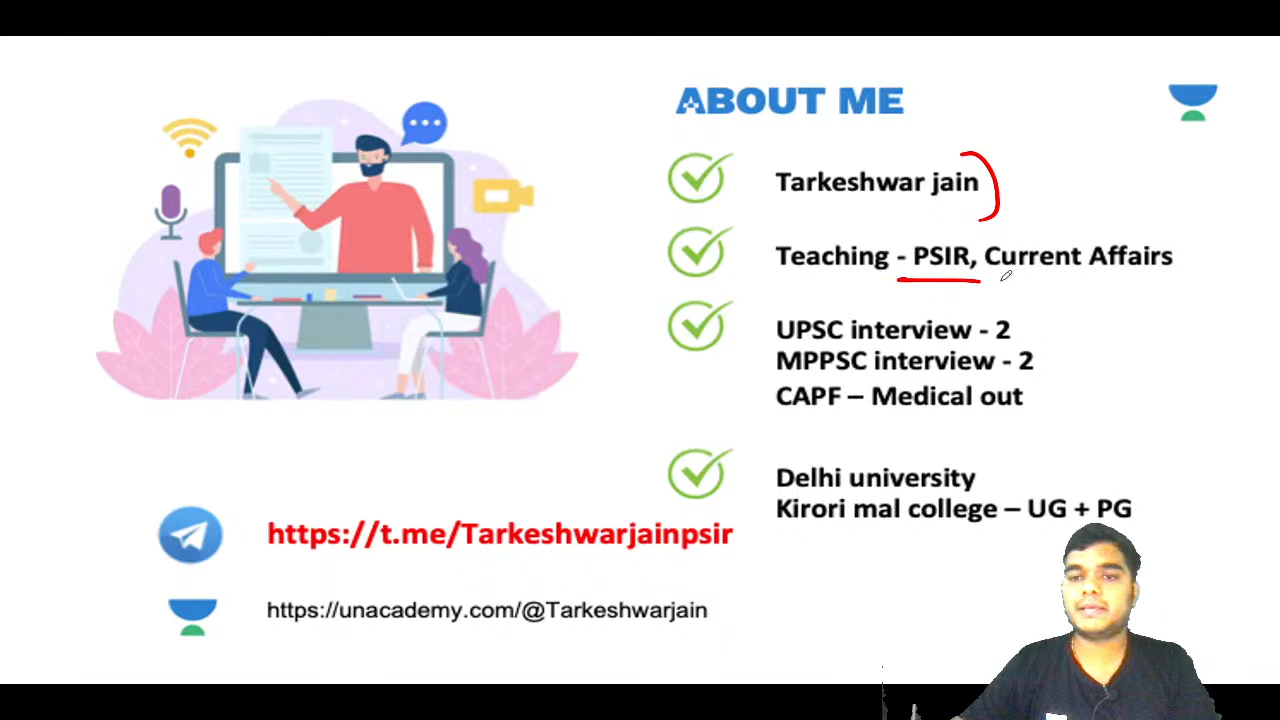 ABOUT ME
Tarkeshwar jain
Teaching - PSIR, Current Affairs
UPSC interview - 2
MPPSC interview - 2
CAPF – Medical out
Delhi university
Kirori mal college – UG + PG
https://t.me/Tarkeshwarjainpsir
https://unacademy.com/@Tarkeshwarjain